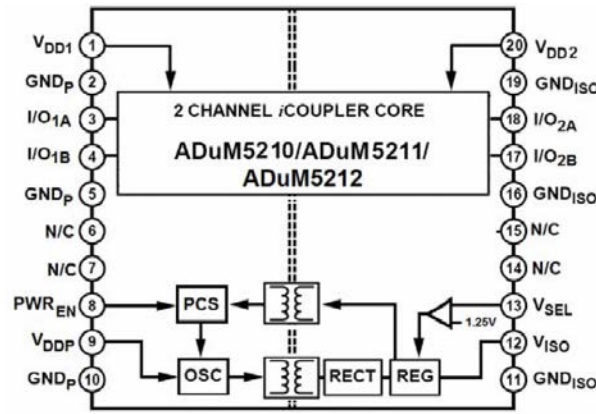 VDD1 1 20 VDD2
GNDP 2 19 GNDISO
2 CHANNEL iCOUPLER CORE
I/O1A 3 18 I/O2A
ADuM5210/ADuM5211/
I/O1B 4 17 I/O2B
ADuM5212
GNDP 5 16 GNDISO
N/C 6 15 N/C
N/C 7 14 N/C
PWREN 8 PCS 13 VSEL
1.25V
VDDP 9 12 VISO
OSC RECT REG
GNDP 10 11 GNDISO